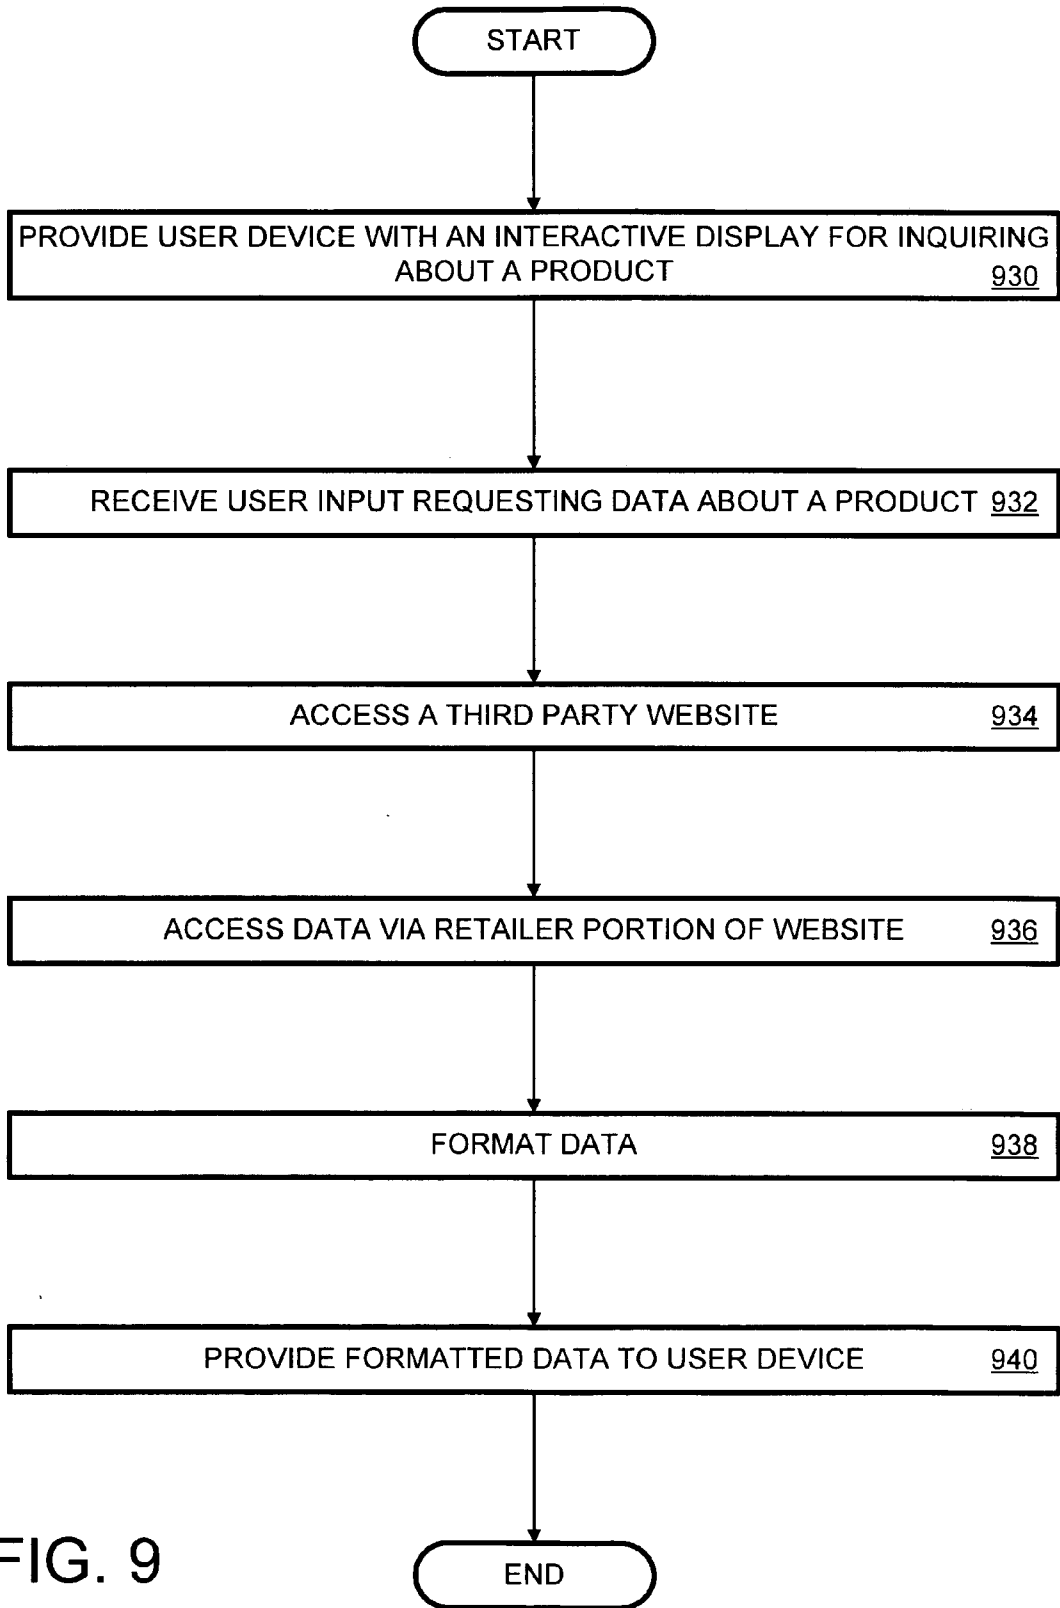 START
PROVIDE USER DEVICE WITH AN INTERACTIVE DISPLAY FOR INQUIRING
ABOUT A PRODUCT 930
RECEIVE USER INPUT REQUESTING DATA ABOUT A PRODUCT 932
ACCESS A THIRD PARTY WEBSITE 934
ACCESS DATA VIA RETAILER PORTION OF WEBSITE 936
FORMAT DATA 938
PROVIDE FORMATTED DATA TO USER DEVICE 940
END
FIG. 9